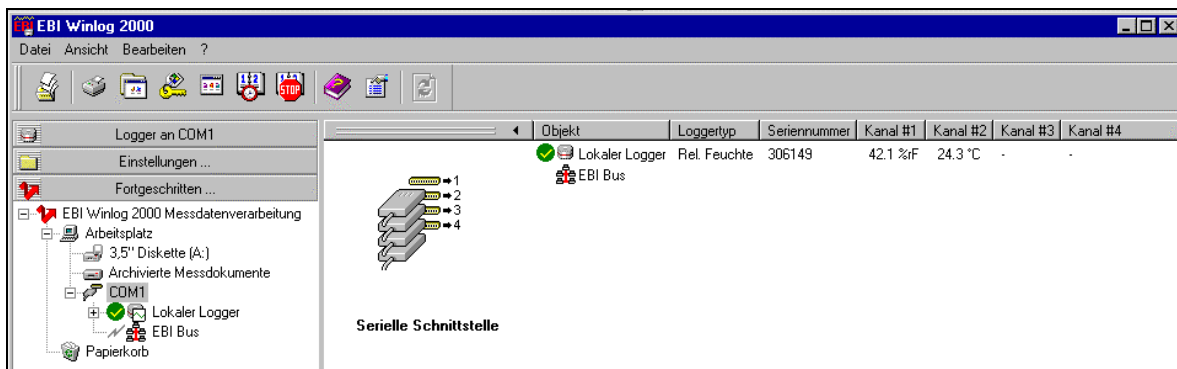 EBI Winlog 2000
Datei Ansicht Bearbeiten ?
Logger an COM1
Einstellungen ...
Fortgeschritten ...
EBI Winlog 2000 Messdatenverarbeitung
Arbeitsplatz
3,5'' Diskette (A:)
Archivierte Messdokumente
COM1
Lokaler Logger
EBI Bus
Papierkorb
1
2
3
4
Serielle Schnittstelle
Objekt Loggertyp Seriennummer Kanal #1 Kanal #2 Kanal #3 Kanal #4
Lokaler Logger Rel. Feuchte 306149 42.1 %rF 24.3 °C - -
EBI Bus